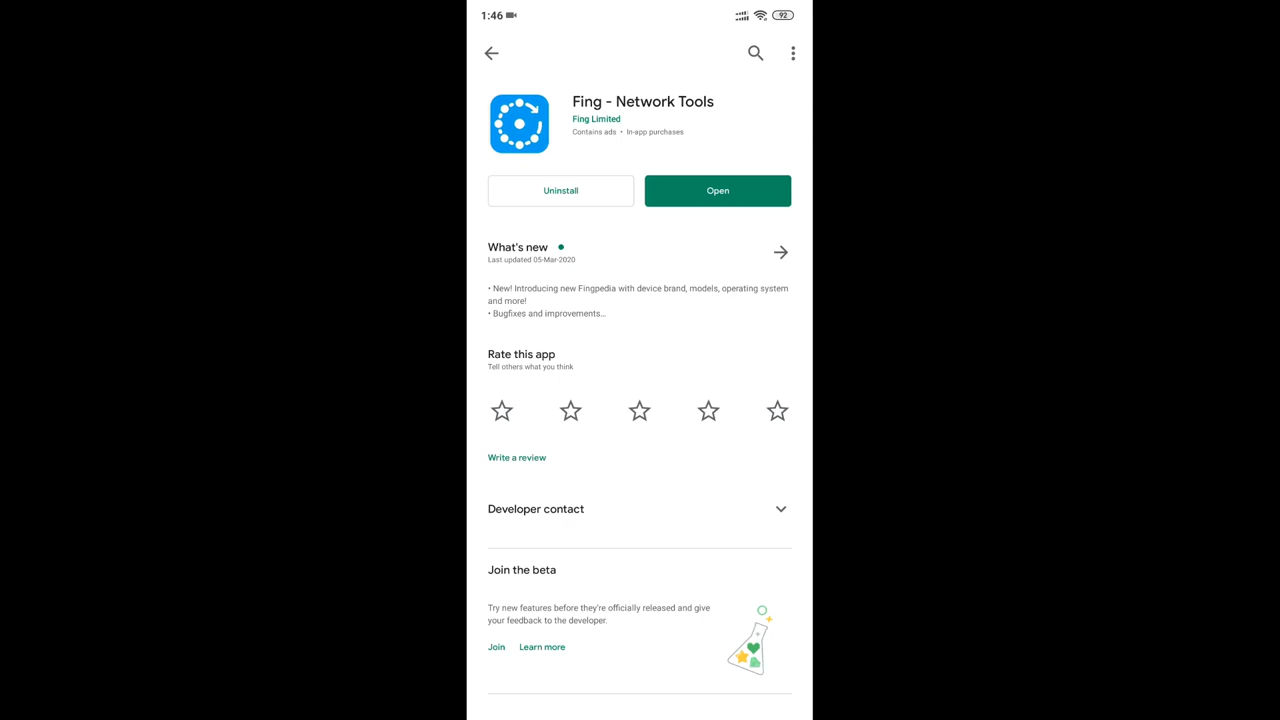 1:46
92
Fing - Network Tools
Fing Limited
Contains ads • In-app purchases
Uninstall
Open
What's new
Last updated 05-Mar-2020
• New! Introducing new Fingpedia with device brand, models, operating system
and more!
• Bugfixes and improvements...
Rate this app
Tell others what you think
Write a review
Developer contact
Join the beta
Try new features before they're officially released and give
your feedback to the developer.
Join
Learn more